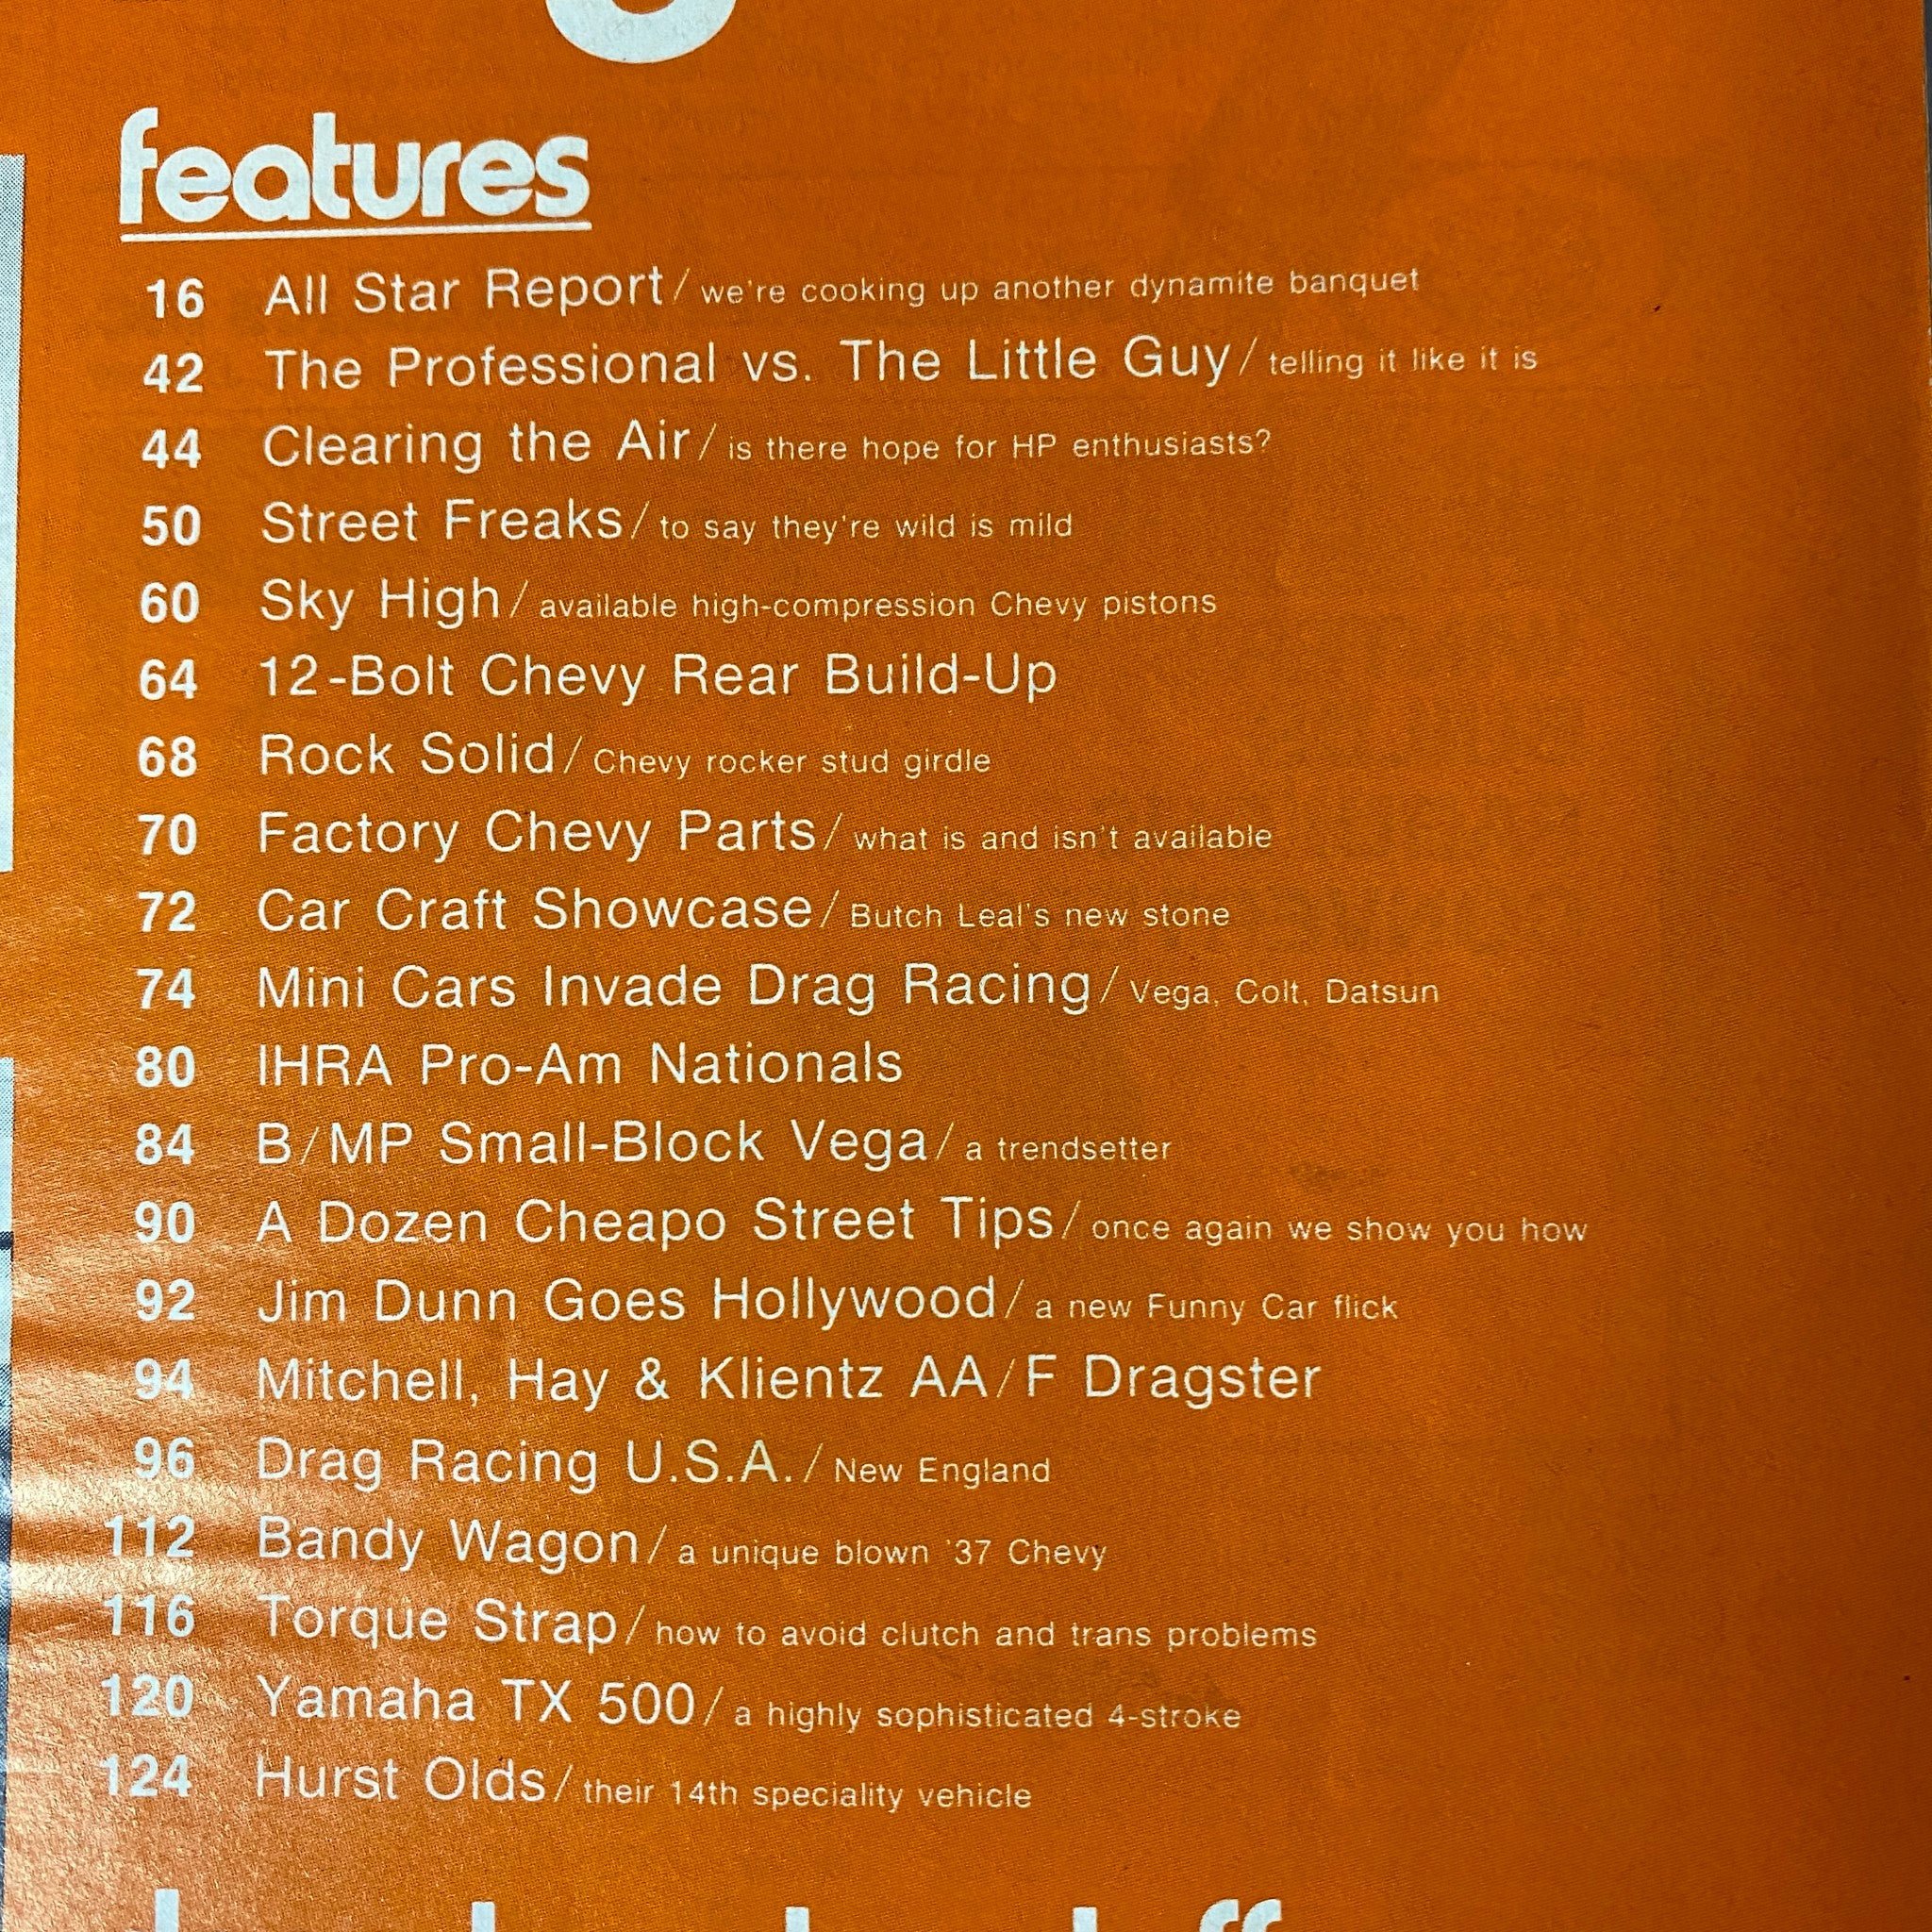 features
16 All Star Report/we're cooking up another dynamite banquet
42 The Professional vs. The Little Guy/telling it like it is
44 Clearing the Air/is there hope for HP enthusiasts?
50 Street Freaks/to say they're wild is mild
60 Sky High/available high-compression Chevy pistons
64 12-Bolt Chevy Rear Build-Up
68 Rock Solid/Chevy rocker stud girdle
70 Factory Chevy Parts/what is and isn't available
72 Car Craft Showcase/Butch Leal's new stone
74 Mini Cars Invade Drag Racing/Vega, Colt, Datsun
80 IHRA Pro-Am Nationals
84 B/MP Small-Block Vega/a trendsetter
90 A Dozen Cheapo Street Tips/once again we show you how
92 Jim Dunn Goes Hollywood/a new Funny Car flick
94 Mitchell, Hay & Klientz AA/F Dragster
96 Drag Racing U.S.A./New England
112 Bandy Wagon/a unique blown '37 Chevy
116 Torque Strap/how to avoid clutch and trans problems
120 Yamaha TX 500/a highly sophisticated 4-stroke
124 Hurst Olds/their 14th speciality vehicle